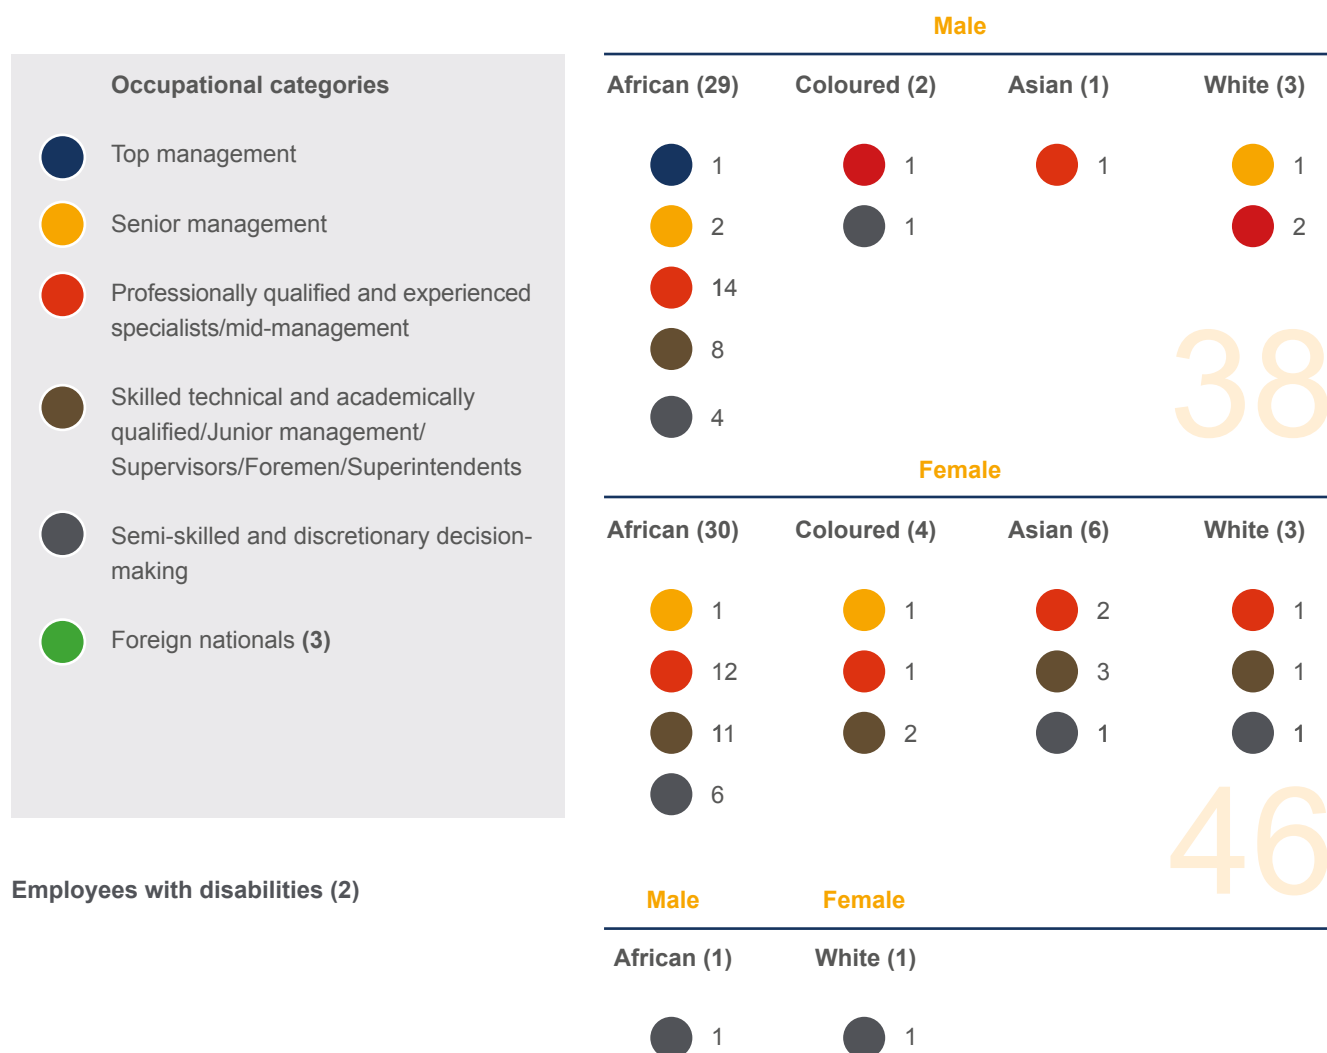 Occupational categories
Top management
Senior management
Professionally qualified and experienced
specialists/mid-management
Skilled technical and academically
qualified/Junior management/
Supervisors/Foremen/Superintendents
Semi-skilled and discretionary decision-
making
Foreign nationals (3)
Male
African (29) Coloured (2) Asian (1) White (3)
1 1 1 1
2 1 2
14
8
4
38
Female
African (30) Coloured (4) Asian (6) White (3)
1 1 2 1
12 1 3 1
11 2 1 1
6
46
Employees with disabilities (2)
Male Female
African (1) White (1)
1 1